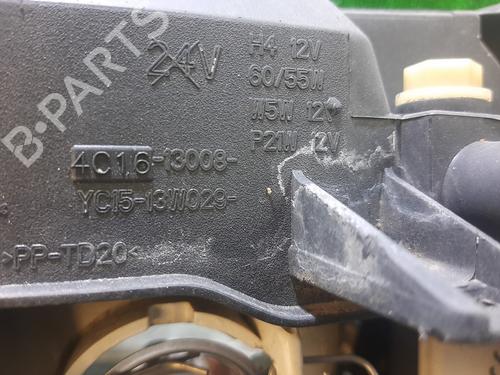 24V
H4 12V
60/55W
W5W 12V
P21W 12V
4C16-13008-
YC15-13W029-
>PP-TD20<
B-PARTS